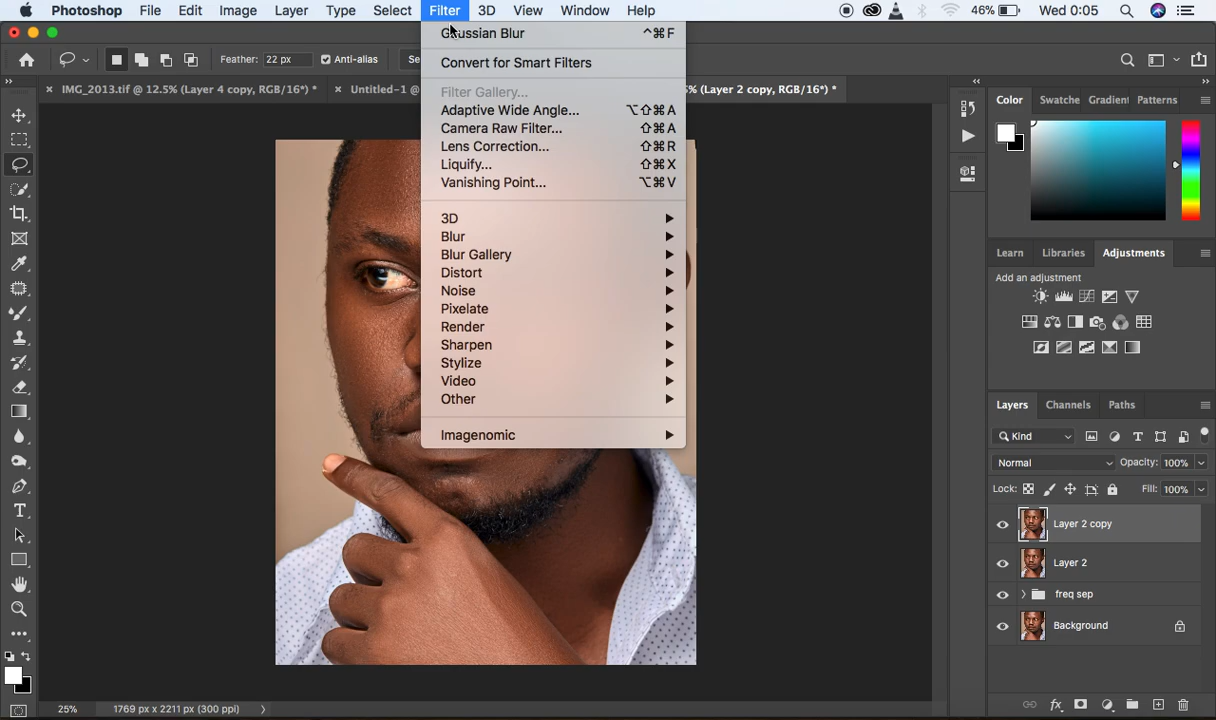 Photoshop File Edit Image Layer Type Select Filter 3D View Window Help 46% Wed 0:05
Feather: 22 px Anti-alias Se
IMG_2013.tif @ 12.5% (Layer 4 copy, RGB/16*) * Untitled-1 @ 5% (Layer 2 copy, RGB/16*) *
Gaussian Blur ^⌘F
Convert for Smart Filters
Filter Gallery...
Adaptive Wide Angle... ⌥⇧⌘A
Camera Raw Filter... ⇧⌘A
Lens Correction... ⇧⌘R
Liquify... ⇧⌘X
Vanishing Point... ⌥⌘V
3D
Blur
Blur Gallery
Distort
Noise
Pixelate
Render
Sharpen
Stylize
Video
Other
Imagenomic
Color Swatche Gradient Patterns
Learn Libraries Adjustments
Add an adjustment
Layers Channels Paths
Kind
Normal Opacity: 100%
Lock: Fill: 100%
Layer 2 copy
Layer 2
freq sep
Background
25% 1769 px x 2211 px (300 ppi)